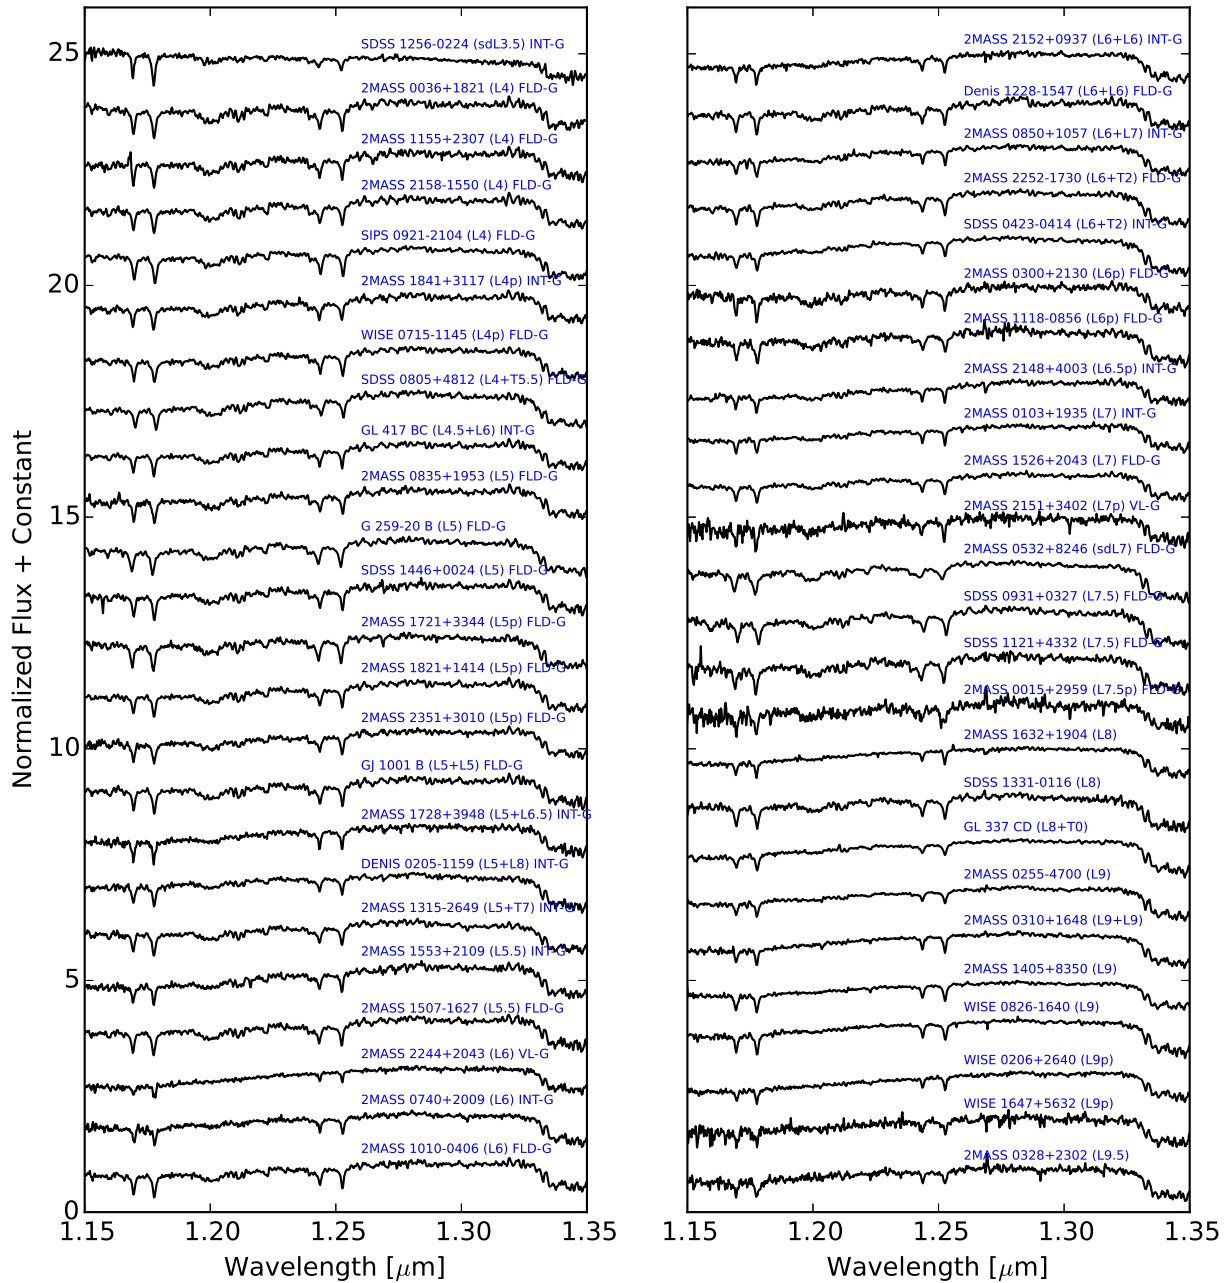 SDSS 1256-0224 (sdL3.5) INT-G
2MASS 0036+1821 (L4) FLD-G
2MASS 1155+2307 (L4) FLD-G
2MASS 2158-1550 (L4) FLD-G
SIPS 0921-2104 (L4) FLD-G
2MASS 1841+3117 (L4p) INT-G
WISE 0715-1145 (L4p) FLD-G
SDSS 0805+4812 (L4+T5.5) FLD-G
GL 417 BC (L4.5+L6) INT-G
2MASS 0835+1953 (L5) FLD-G
G 259-20 B (L5) FLD-G
SDSS 1446+0024 (L5) FLD-G
2MASS 1721+3344 (L5p) FLD-G
2MASS 1821+1414 (L5p) FLD-G
2MASS 2351+3010 (L5p) FLD-G
GJ 1001 B (L5+L5) FLD-G
2MASS 1728+3948 (L5+L6.5) INT-G
DENIS 0205-1159 (L5+L8) INT-G
2MASS 1315-2649 (L5+T7) INT-G
2MASS 1553+2109 (L5.5) INT-G
2MASS 1507-1627 (L5.5) FLD-G
2MASS 2244+2043 (L6) VL-G
2MASS 0740+2009 (L6) INT-G
2MASS 1010-0406 (L6) FLD-G
25
20
15
10
5
0
Normalized Flux + Constant
1.15
1.20
1.25
1.30
1.35
Wavelength [μm]
2MASS 2152+0937 (L6+L6) INT-G
Denis 1228-1547 (L6+L6) FLD-G
2MASS 0850+1057 (L6+L7) INT-G
2MASS 2252-1730 (L6+T2) FLD-G
SDSS 0423-0414 (L6+T2) INT-G
2MASS 0300+2130 (L6p) FLD-G
2MASS 1118-0856 (L6p) FLD-G
2MASS 2148+4003 (L6.5p) INT-G
2MASS 0103+1935 (L7) INT-G
2MASS 1526+2043 (L7) FLD-G
2MASS 2151+3402 (L7p) VL-G
2MASS 0532+8246 (sdL7) FLD-G
SDSS 0931+0327 (L7.5) FLD-G
SDSS 1121+4332 (L7.5) FLD-G
2MASS 0015+2959 (L7.5p) FLD-G
2MASS 1632+1904 (L8)
SDSS 1331-0116 (L8)
GL 337 CD (L8+T0)
2MASS 0255-4700 (L9)
2MASS 0310+1648 (L9+L9)
2MASS 1405+8350 (L9)
WISE 0826-1640 (L9)
WISE 0206+2640 (L9p)
WISE 1647+5632 (L9p)
2MASS 0328+2302 (L9.5)
1.15
1.20
1.25
1.30
1.35
Wavelength [μm]